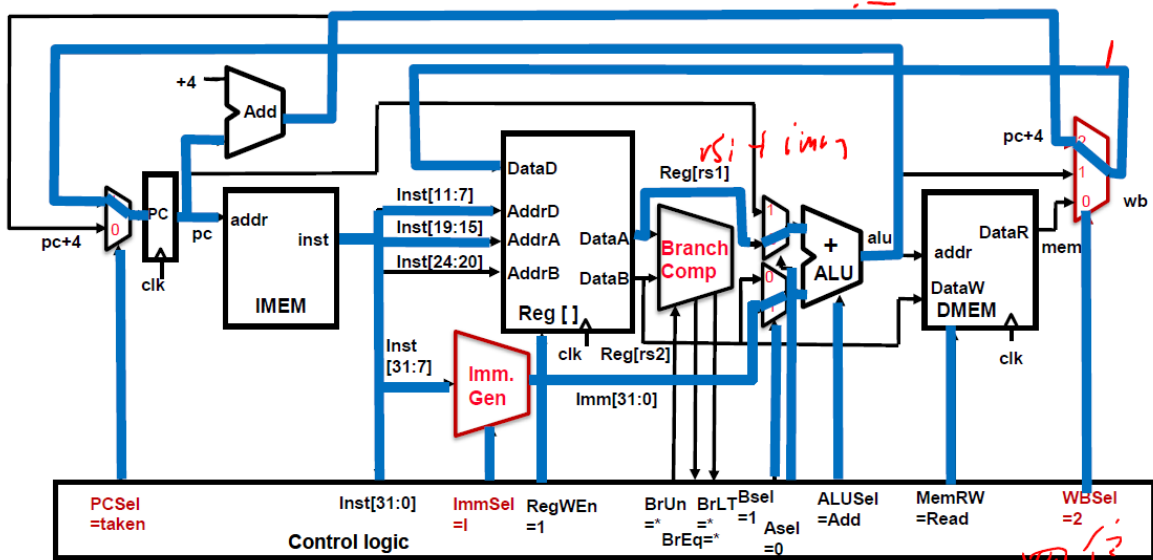 +4
Add
pc+4
2
1
0
wb
DataD
Reg[rs1]
1
Inst[11:7]
AddrD
Inst[19:15]
AddrA
Inst[24:20]
AddrB
DataA
DataB
Reg [ ]
clk
0
PC
clk
pc
pc+4
addr
inst
IMEM
Branch
Comp
Reg[rs2]
1
0
+
ALU
alu
addr
DataR
mem
DataW
DMEM
clk
Inst
[31:7]
Imm.
Gen
Imm[31:0]
PCSel
=taken
Inst[31:0]
ImmSel
=I
RegWEn
=1
BrUn
=*
BrLT
=*
BrEq=*
Bsel
=1
Asel
=0
ALUSel
=Add
MemRW
=Read
WBSel
=2
Control logic